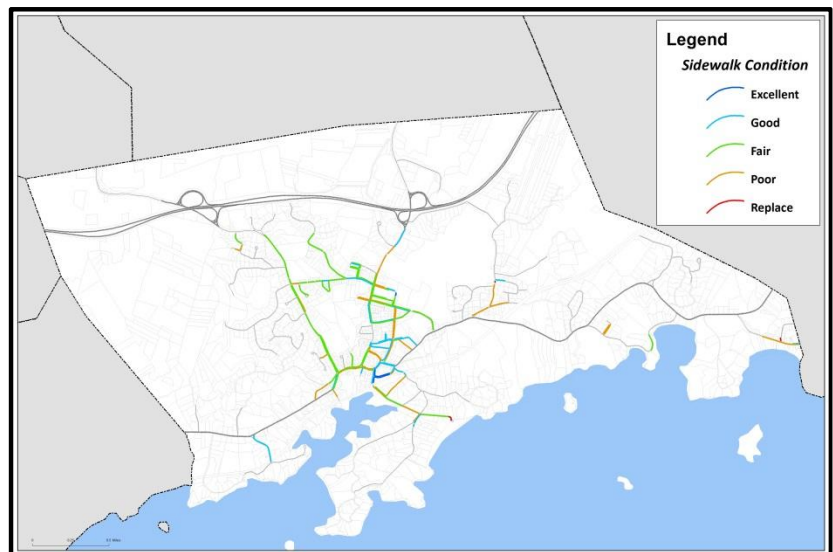 Legend
Sidewalk Condition
Excellent
Good
Fair
Poor
Replace